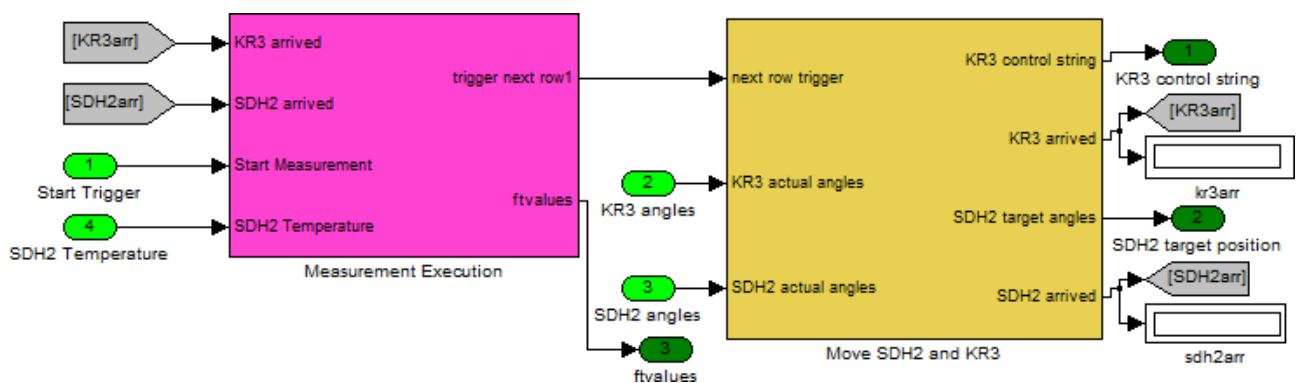 [KR3arr]
KR3 arrived
trigger next row1
[SDH2arr]
SDH2 arrived
1
Start Measurement
Start Trigger
ftvalues
4
SDH2 Temperature
SDH2 Temperature
Measurement Execution
next row trigger
KR3 control string
1
KR3 control string
[KR3arr]
KR3 arrived
kr3arr
2
KR3 actual angles
KR3 angles
SDH2 target angles
2
SDH2 target position
3
SDH2 actual angles
SDH2 angles
SDH2 arrived
[SDH2arr]
sdh2arr
3
ftvalues
Move SDH2 and KR3